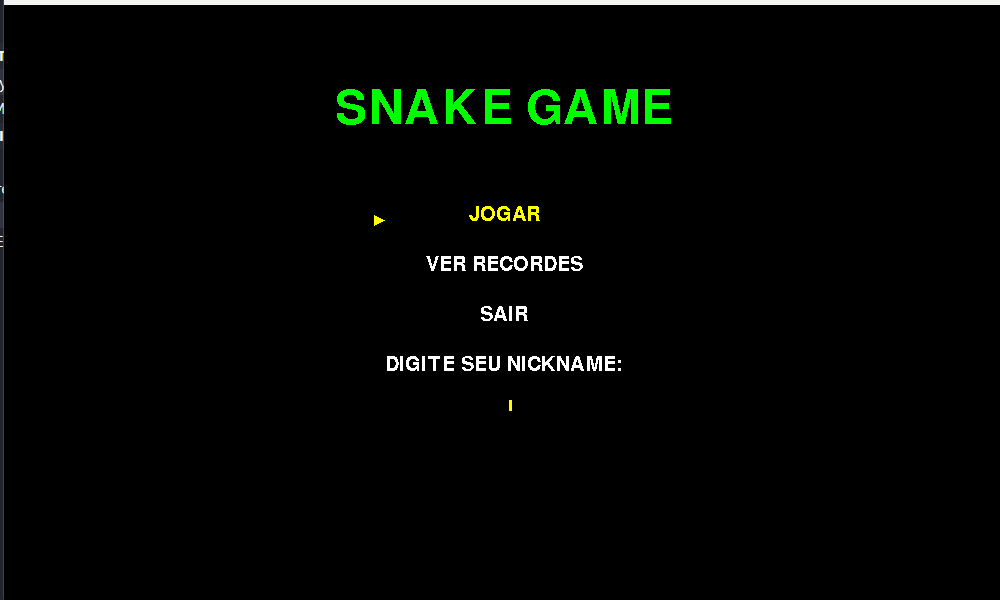 SNAKE GAME
JOGAR
VER RECORDES
SAIR
DIGITE SEU NICKNAME: